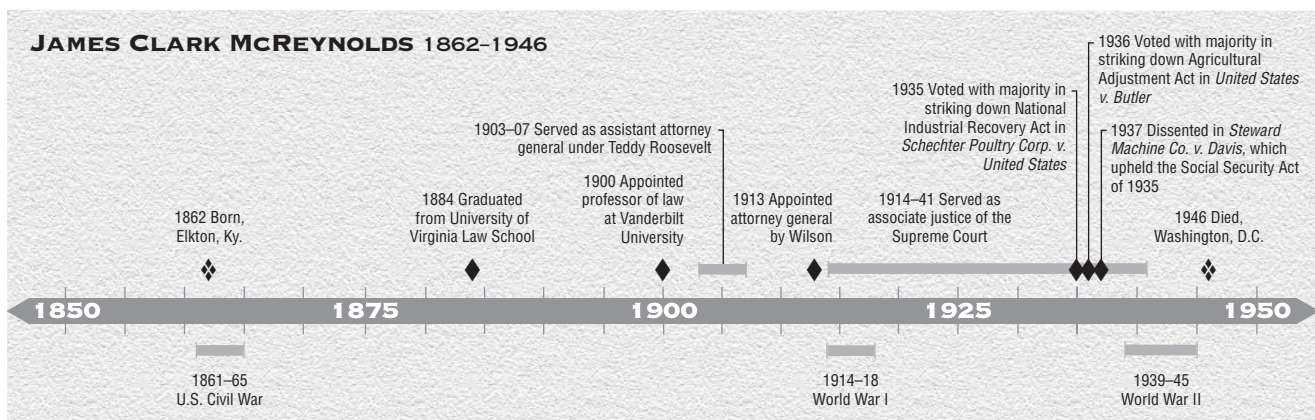 JAMES CLARK MCREYNOLDS 1862–1946
1936 Voted with majority in
striking down Agricultural
Adjustment Act in United States
v. Butler
1935 Voted with majority in
striking down National
Industrial Recovery Act in
Schechter Poultry Corp. v.
United States
1903–07 Served as assistant attorney
general under Teddy Roosevelt
1937 Dissented in Steward
Machine Co. v. Davis, which
upheld the Social Security Act
of 1935
1862 Born,
Elkton, Ky.
1884 Graduated
from University of
Virginia Law School
1900 Appointed
professor of law
at Vanderbilt
University
1913 Appointed
attorney general
by Wilson
1914–41 Served as
associate justice of the
Supreme Court
1946 Died,
Washington, D.C.
1850 1875 1900 1925 1950
1861–65
U.S. Civil War
1914–18
World War I
1939–45
World War II